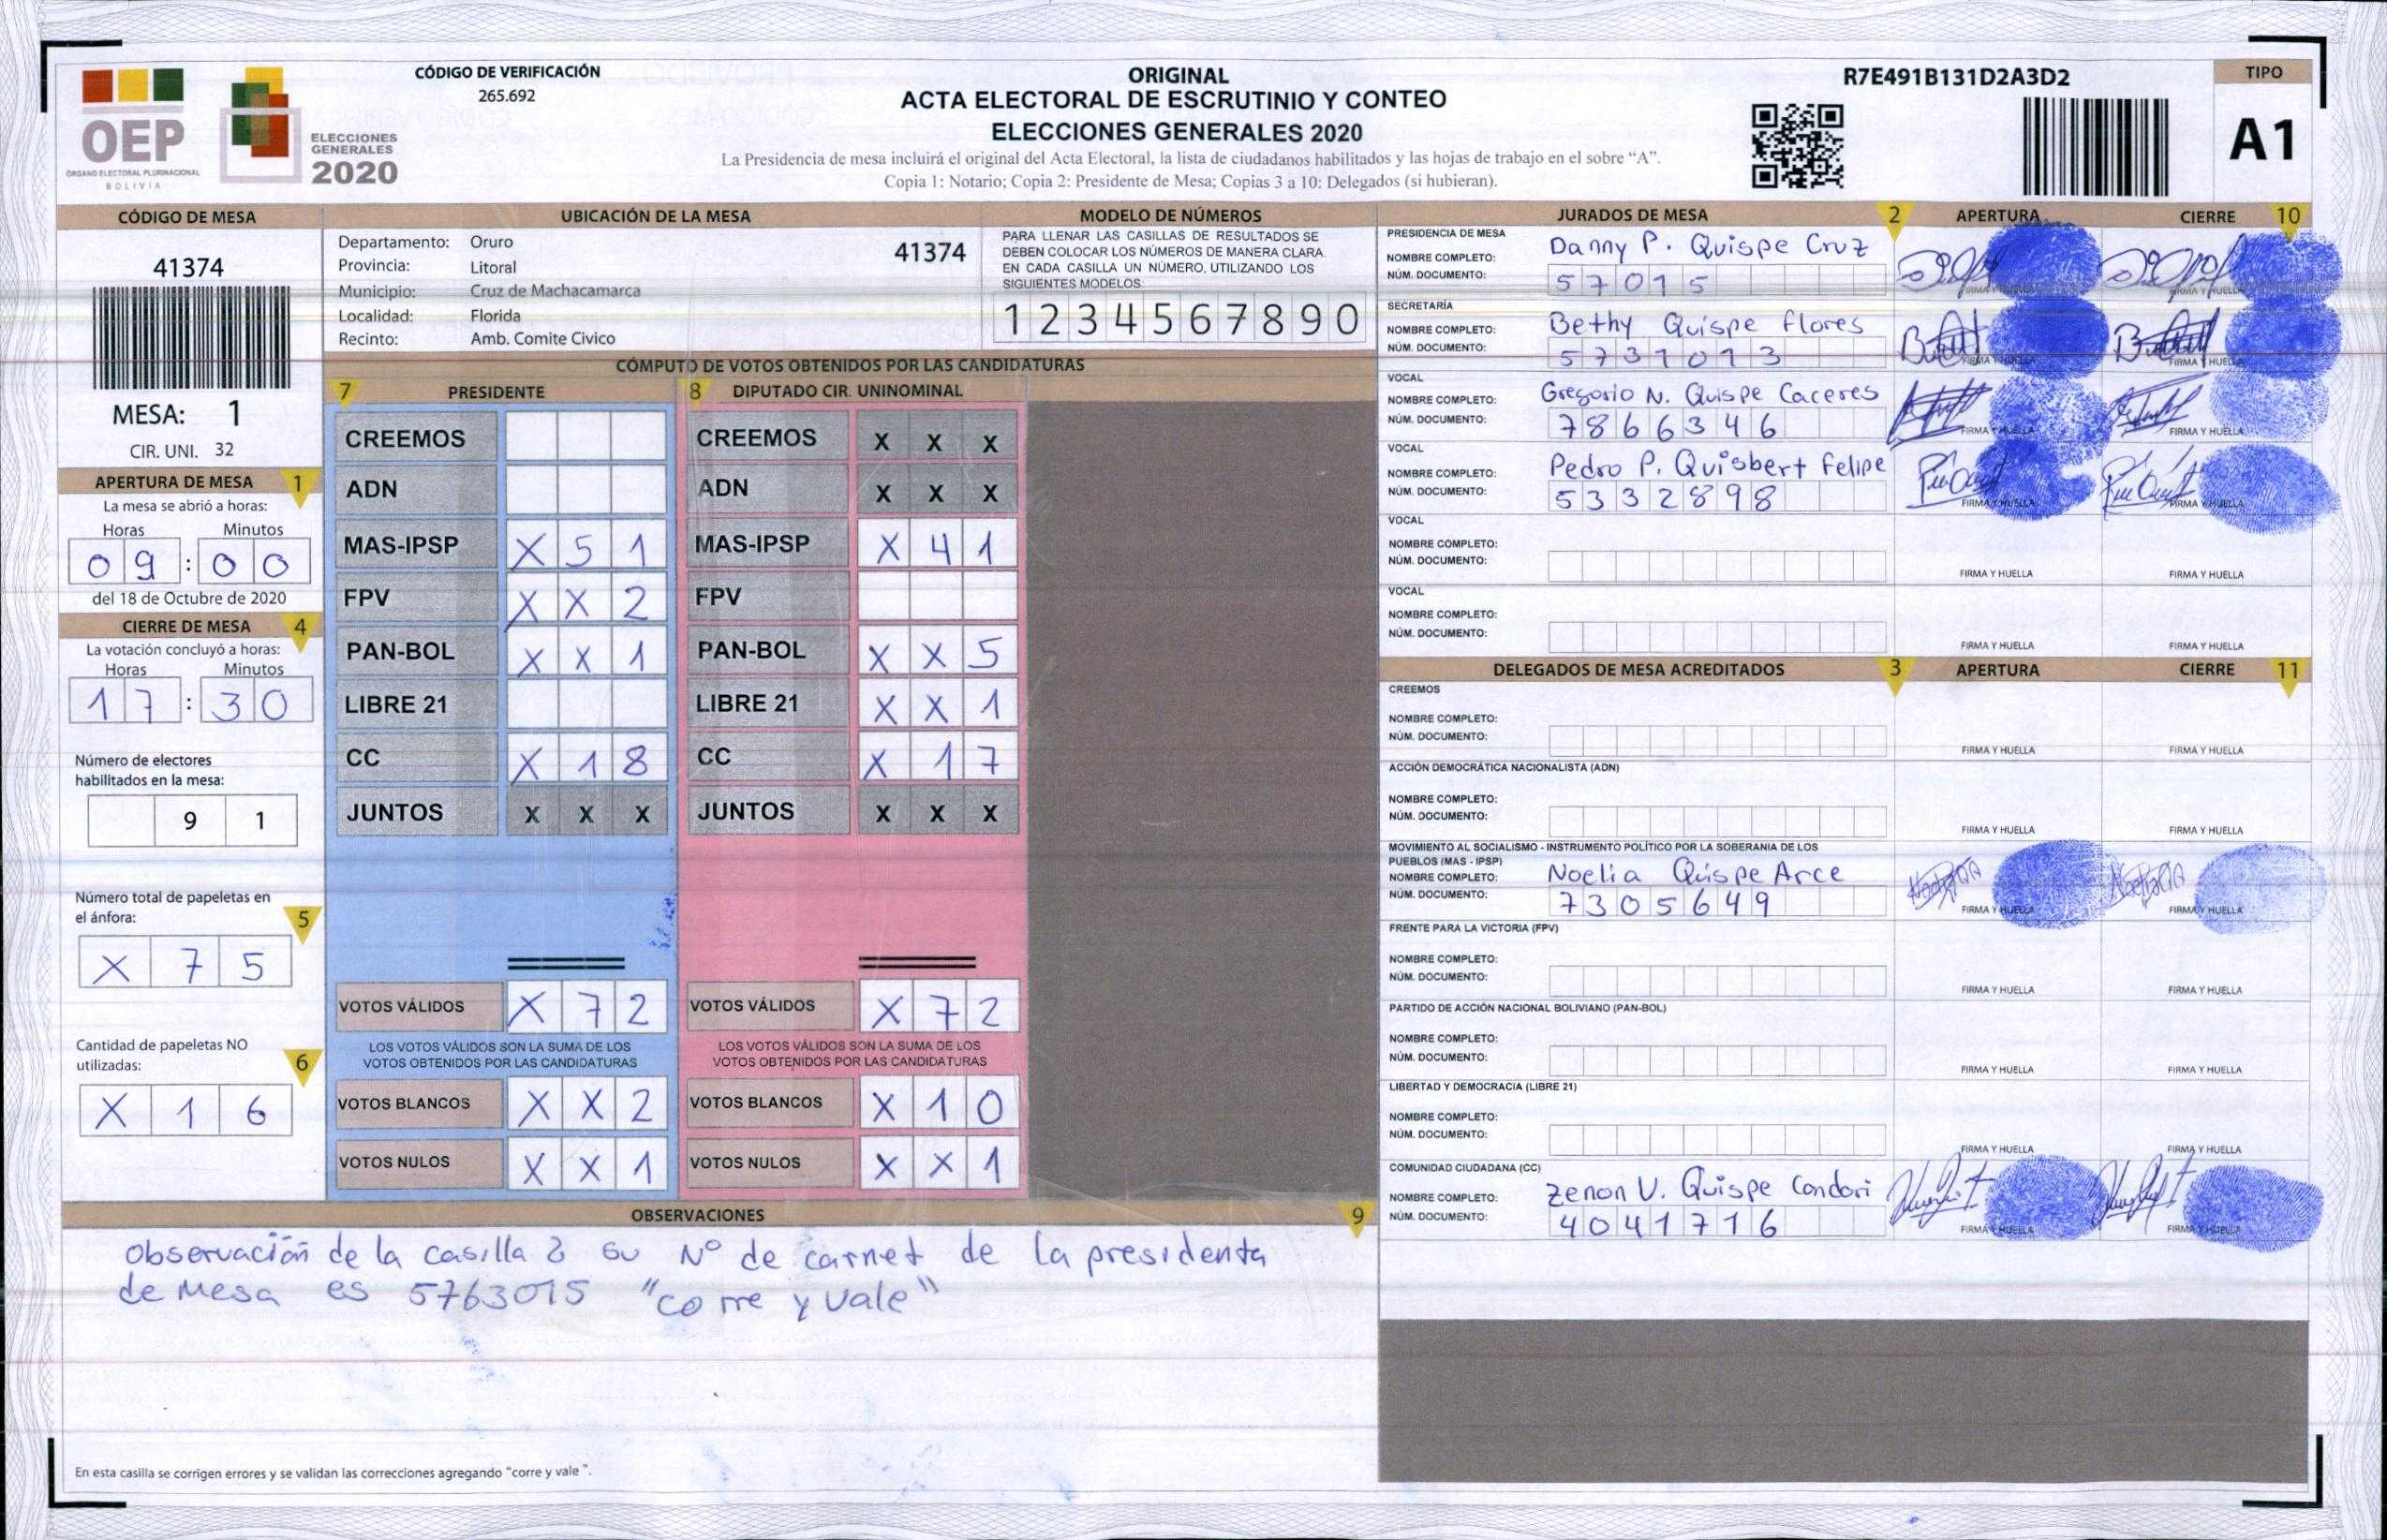 OEP
ÓRGANO ELECTORAL PLURINACIONAL
BOLIVIA
ELECCIONES
GENERALES
2020
CÓDIGO DE VERIFICACIÓN
265.692
ORIGINAL
ACTA ELECTORAL DE ESCRUTINIO Y CONTEO
ELECCIONES GENERALES 2020
La Presidencia de mesa incluirá el original del Acta Electoral, la lista de ciudadanos habilitados y las hojas de trabajo en el sobre “A”.
Copia 1: Notario; Copia 2: Presidente de Mesa; Copias 3 a 10: Delegados (si hubieran).
R7E491B131D2A3D2
TIPO
A1
CÓDIGO DE MESA
41374
MESA: 1
CIR. UNI. 32
APERTURA DE MESA 1
La mesa se abrió a horas:
Horas Minutos
09:00
del 18 de Octubre de 2020
CIERRE DE MESA 4
La votación concluyó a horas:
Horas Minutos
17:30
Número de electores
habilitados en la mesa:
9 1
Número total de papeletas en
el ánfora: 5
X 7 5
Cantidad de papeletas NO
utilizadas: 6
X 1 6
UBICACIÓN DE LA MESA
Departamento: Oruro 41374
Provincia: Litoral
Municipio: Cruz de Machacamarca
Localidad: Florida
Recinto: Amb. Comite Civico
MODELO DE NÚMEROS
PARA LLENAR LAS CASILLAS DE RESULTADOS SE
DEBEN COLOCAR LOS NÚMEROS DE MANERA CLARA.
EN CADA CASILLA UN NÚMERO, UTILIZANDO LOS
SIGUIENTES MODELOS:
1 2 3 4 5 6 7 8 9 0
CÓMPUTO DE VOTOS OBTENIDOS POR LAS CANDIDATURAS
7 PRESIDENTE
CREEMOS
ADN
MAS-IPSP X 5 1
FPV X X 2
PAN-BOL X X 1
LIBRE 21
CC X 1 8
JUNTOS X X X
VOTOS VÁLIDOS X 7 2
LOS VOTOS VÁLIDOS SON LA SUMA DE LOS
VOTOS OBTENIDOS POR LAS CANDIDATURAS
VOTOS BLANCOS X X 2
VOTOS NULOS X X 1
8 DIPUTADO CIR. UNINOMINAL
CREEMOS X X X
ADN X X X
MAS-IPSP X 4 1
FPV
PAN-BOL X X 5
LIBRE 21 X X 1
CC X 1 7
JUNTOS X X X
VOTOS VÁLIDOS X 7 2
LOS VOTOS VÁLIDOS SON LA SUMA DE LOS
VOTOS OBTENIDOS POR LAS CANDIDATURAS
VOTOS BLANCOS X 1 0
VOTOS NULOS X X 1
OBSERVACIONES 9
Observación de la casilla 2 su Nº de carnet de la presidenta
de Mesa es 5763015 "corre y vale"
En esta casilla se corrigen errores y se validan las correcciones agregando “corre y vale ”.
JURADOS DE MESA 2 APERTURA CIERRE 10
PRESIDENCIA DE MESA
NOMBRE COMPLETO: Danny P. Quispe Cruz
NÚM. DOCUMENTO: 57015
FIRMA Y HUELLA FIRMA Y HUELLA
SECRETARÍA
NOMBRE COMPLETO: Bethy Quispe flores
NÚM. DOCUMENTO: 5731013
FIRMA Y HUELLA FIRMA Y HUELLA
VOCAL
NOMBRE COMPLETO: Gregorio N. Quispe Caceres
NÚM. DOCUMENTO: 7866346
FIRMA Y HUELLA FIRMA Y HUELLA
VOCAL
NOMBRE COMPLETO: Pedro P. Quisbert Felipe
NÚM. DOCUMENTO: 5332898
FIRMA Y HUELLA FIRMA Y HUELLA
VOCAL
NOMBRE COMPLETO:
NÚM. DOCUMENTO:
FIRMA Y HUELLA FIRMA Y HUELLA
VOCAL
NOMBRE COMPLETO:
NÚM. DOCUMENTO:
FIRMA Y HUELLA FIRMA Y HUELLA
DELEGADOS DE MESA ACREDITADOS 3 APERTURA CIERRE 11
CREEMOS
NOMBRE COMPLETO:
NÚM. DOCUMENTO:
FIRMA Y HUELLA FIRMA Y HUELLA
ACCIÓN DEMOCRÁTICA NACIONALISTA (ADN)
NOMBRE COMPLETO:
NÚM. DOCUMENTO:
FIRMA Y HUELLA FIRMA Y HUELLA
MOVIMIENTO AL SOCIALISMO - INSTRUMENTO POLÍTICO POR LA SOBERANIA DE LOS
PUEBLOS (MAS - IPSP)
NOMBRE COMPLETO: Noelia Quispe Arce
NÚM. DOCUMENTO: 7305649
FIRMA Y HUELLA FIRMA Y HUELLA
FRENTE PARA LA VICTORIA (FPV)
NOMBRE COMPLETO:
NÚM. DOCUMENTO:
FIRMA Y HUELLA FIRMA Y HUELLA
PARTIDO DE ACCIÓN NACIONAL BOLIVIANO (PAN-BOL)
NOMBRE COMPLETO:
NÚM. DOCUMENTO:
FIRMA Y HUELLA FIRMA Y HUELLA
LIBERTAD Y DEMOCRACIA (LIBRE 21)
NOMBRE COMPLETO:
NÚM. DOCUMENTO:
FIRMA Y HUELLA FIRMA Y HUELLA
COMUNIDAD CIUDADANA (CC)
NOMBRE COMPLETO: Zenon V. Quispe Condori
NÚM. DOCUMENTO: 4041716
FIRMA Y HUELLA FIRMA Y HUELLA